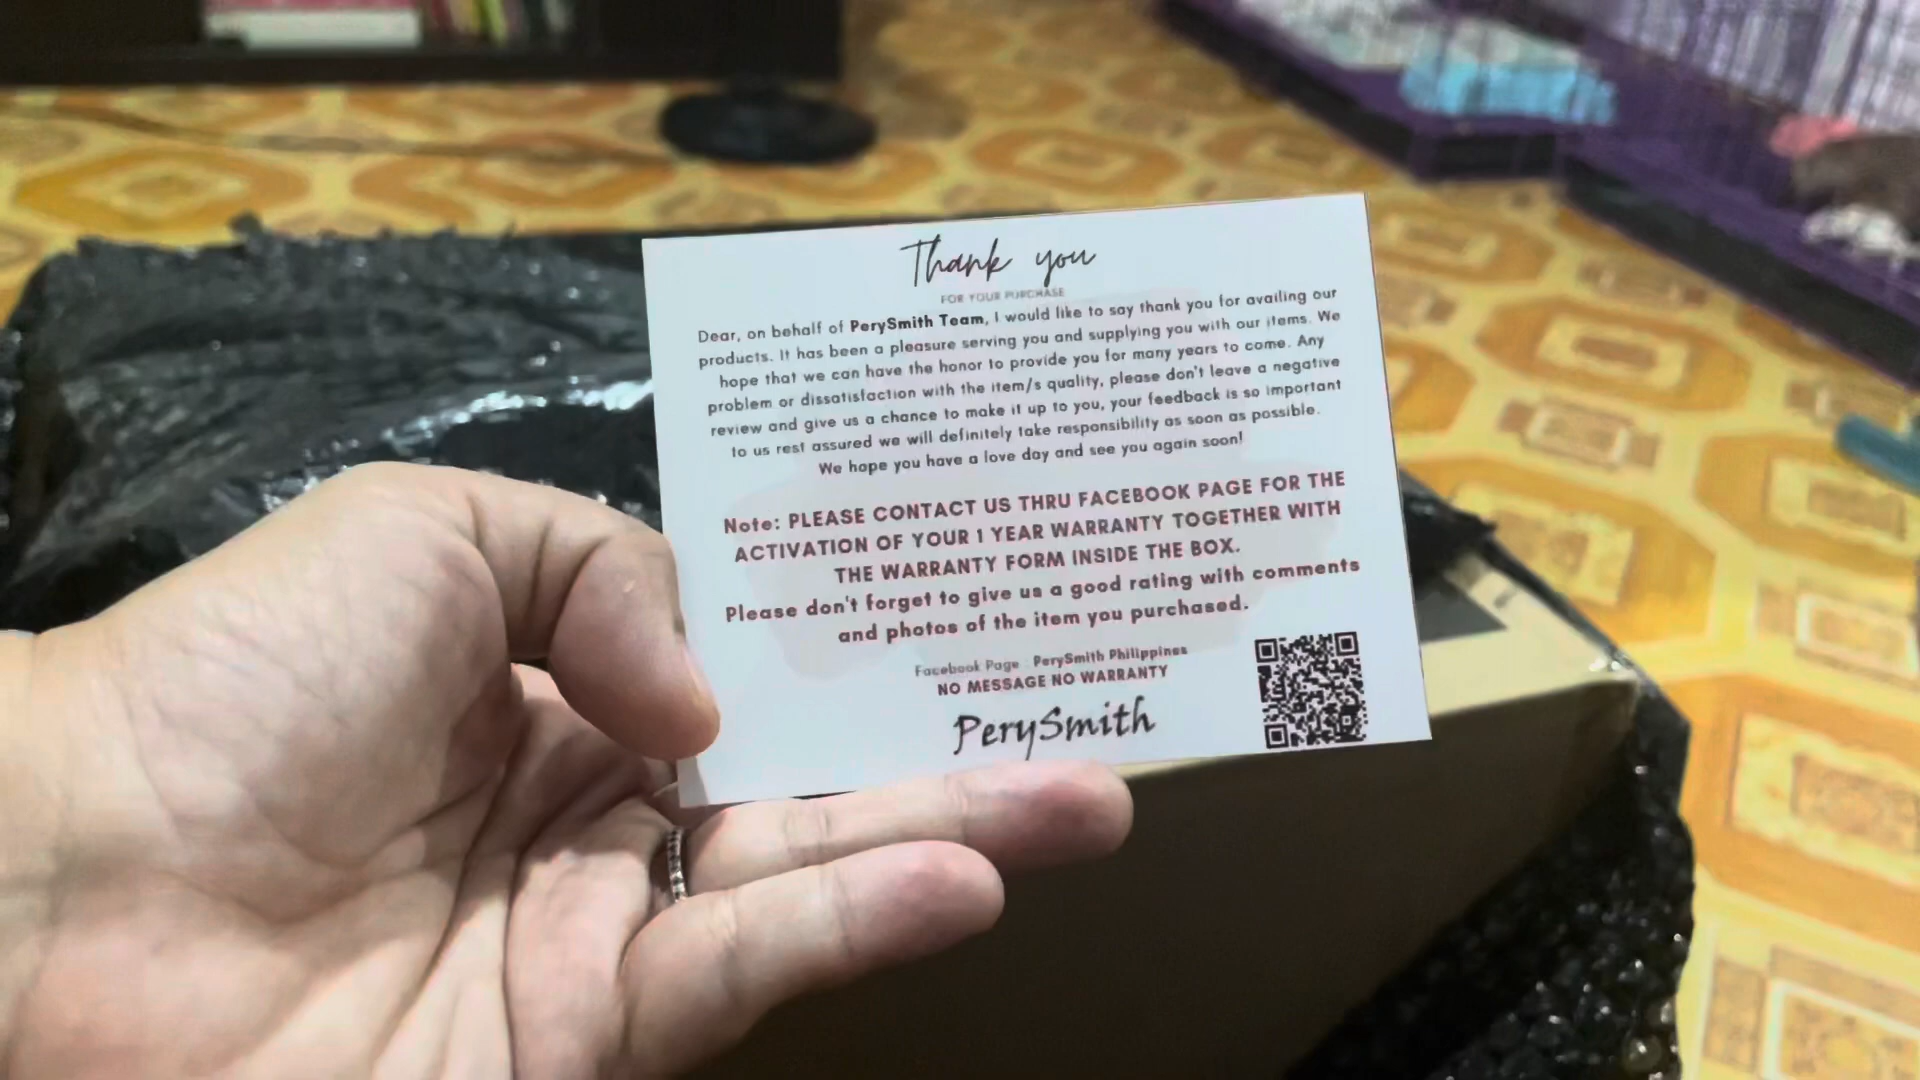 Thank you
FOR YOUR PURCHASE
Dear, on behalf of PerySmith Team, I would like to say thank you for availing our
products. It has been a pleasure serving you and supplying you with our items. We
hope that we can have the honor to provide you for many years to come. Any
problem or dissatisfaction with the item/s quality, please don't leave a negative
review and give us a chance to make it up to you, your feedback is so important
to us rest assured we will definitely take responsibility as soon as possible.
We hope you have a love day and see you again soon!
Note: PLEASE CONTACT US THRU FACEBOOK PAGE FOR THE
ACTIVATION OF YOUR 1 YEAR WARRANTY TOGETHER WITH
THE WARRANTY FORM INSIDE THE BOX.
Please don't forget to give us a good rating with comments
and photos of the item you purchased.
Facebook Page : PerySmith Philippines
NO MESSAGE NO WARRANTY
PerySmith